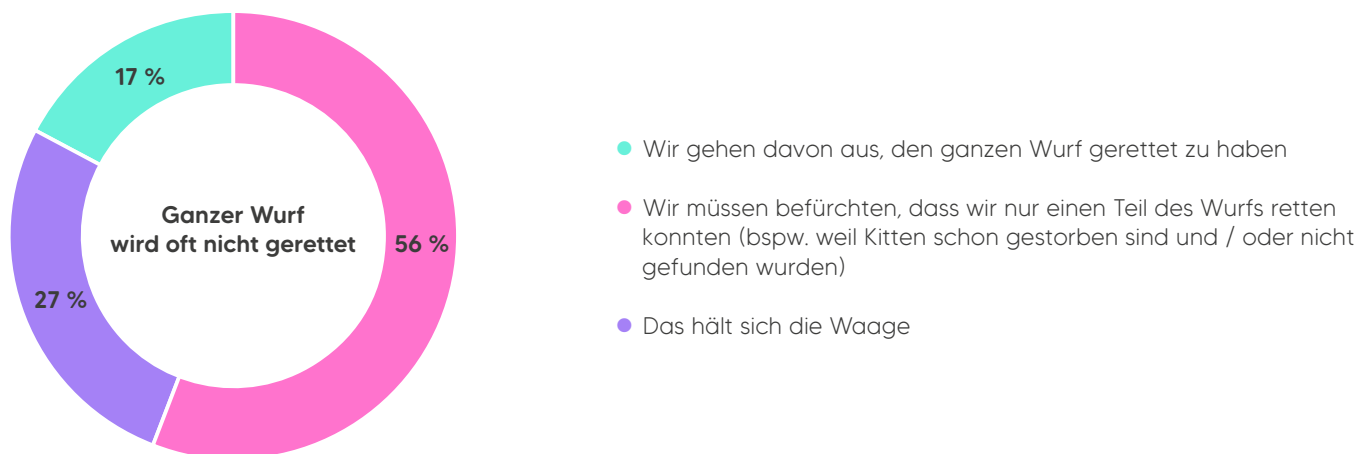 17 %
Ganzer Wurf
wird oft nicht gerettet
56 %
27 %
Wir gehen davon aus, den ganzen Wurf gerettet zu haben
Wir müssen befürchten, dass wir nur einen Teil des Wurfs retten
konnten (bspw. weil Kitten schon gestorben sind und / oder nicht
gefunden wurden)
Das hält sich die Waage